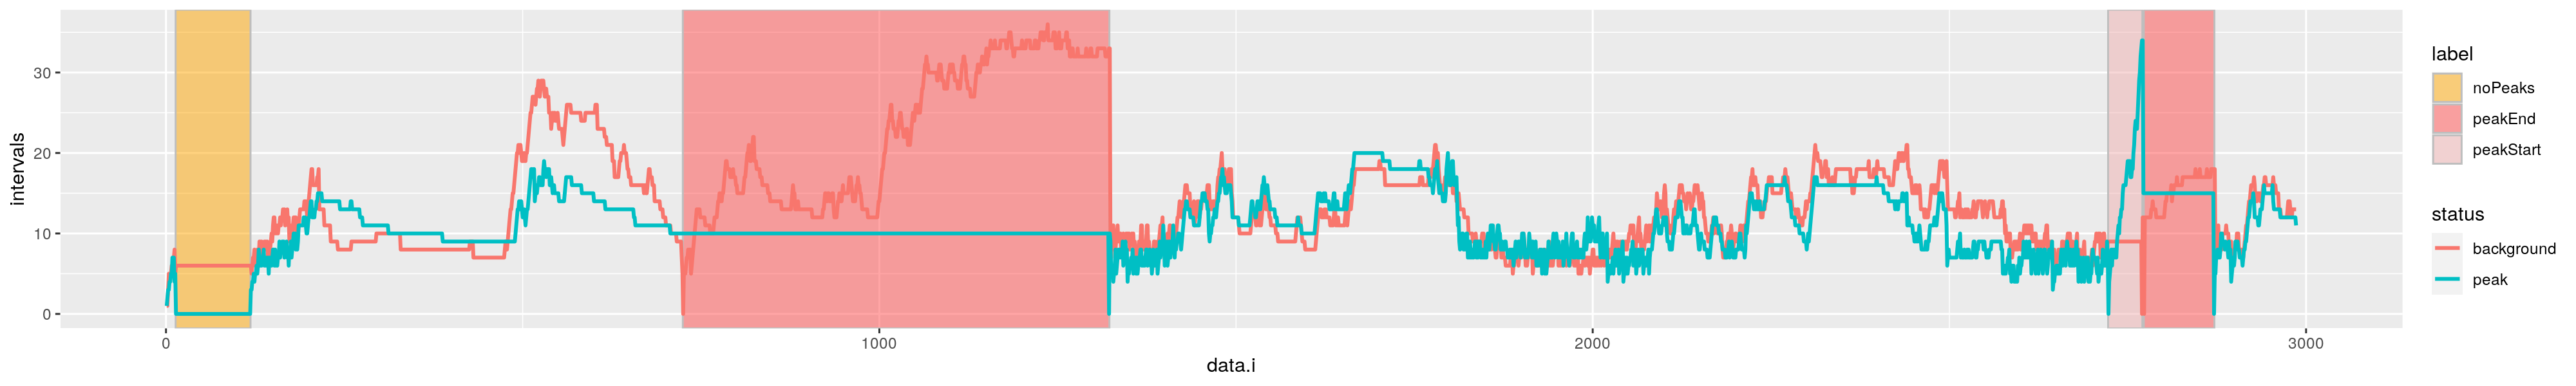 intervals
30
20
10
0
0
1000
2000
3000
data.i
label
noPeaks
peakEnd
peakStart
status
background
peak